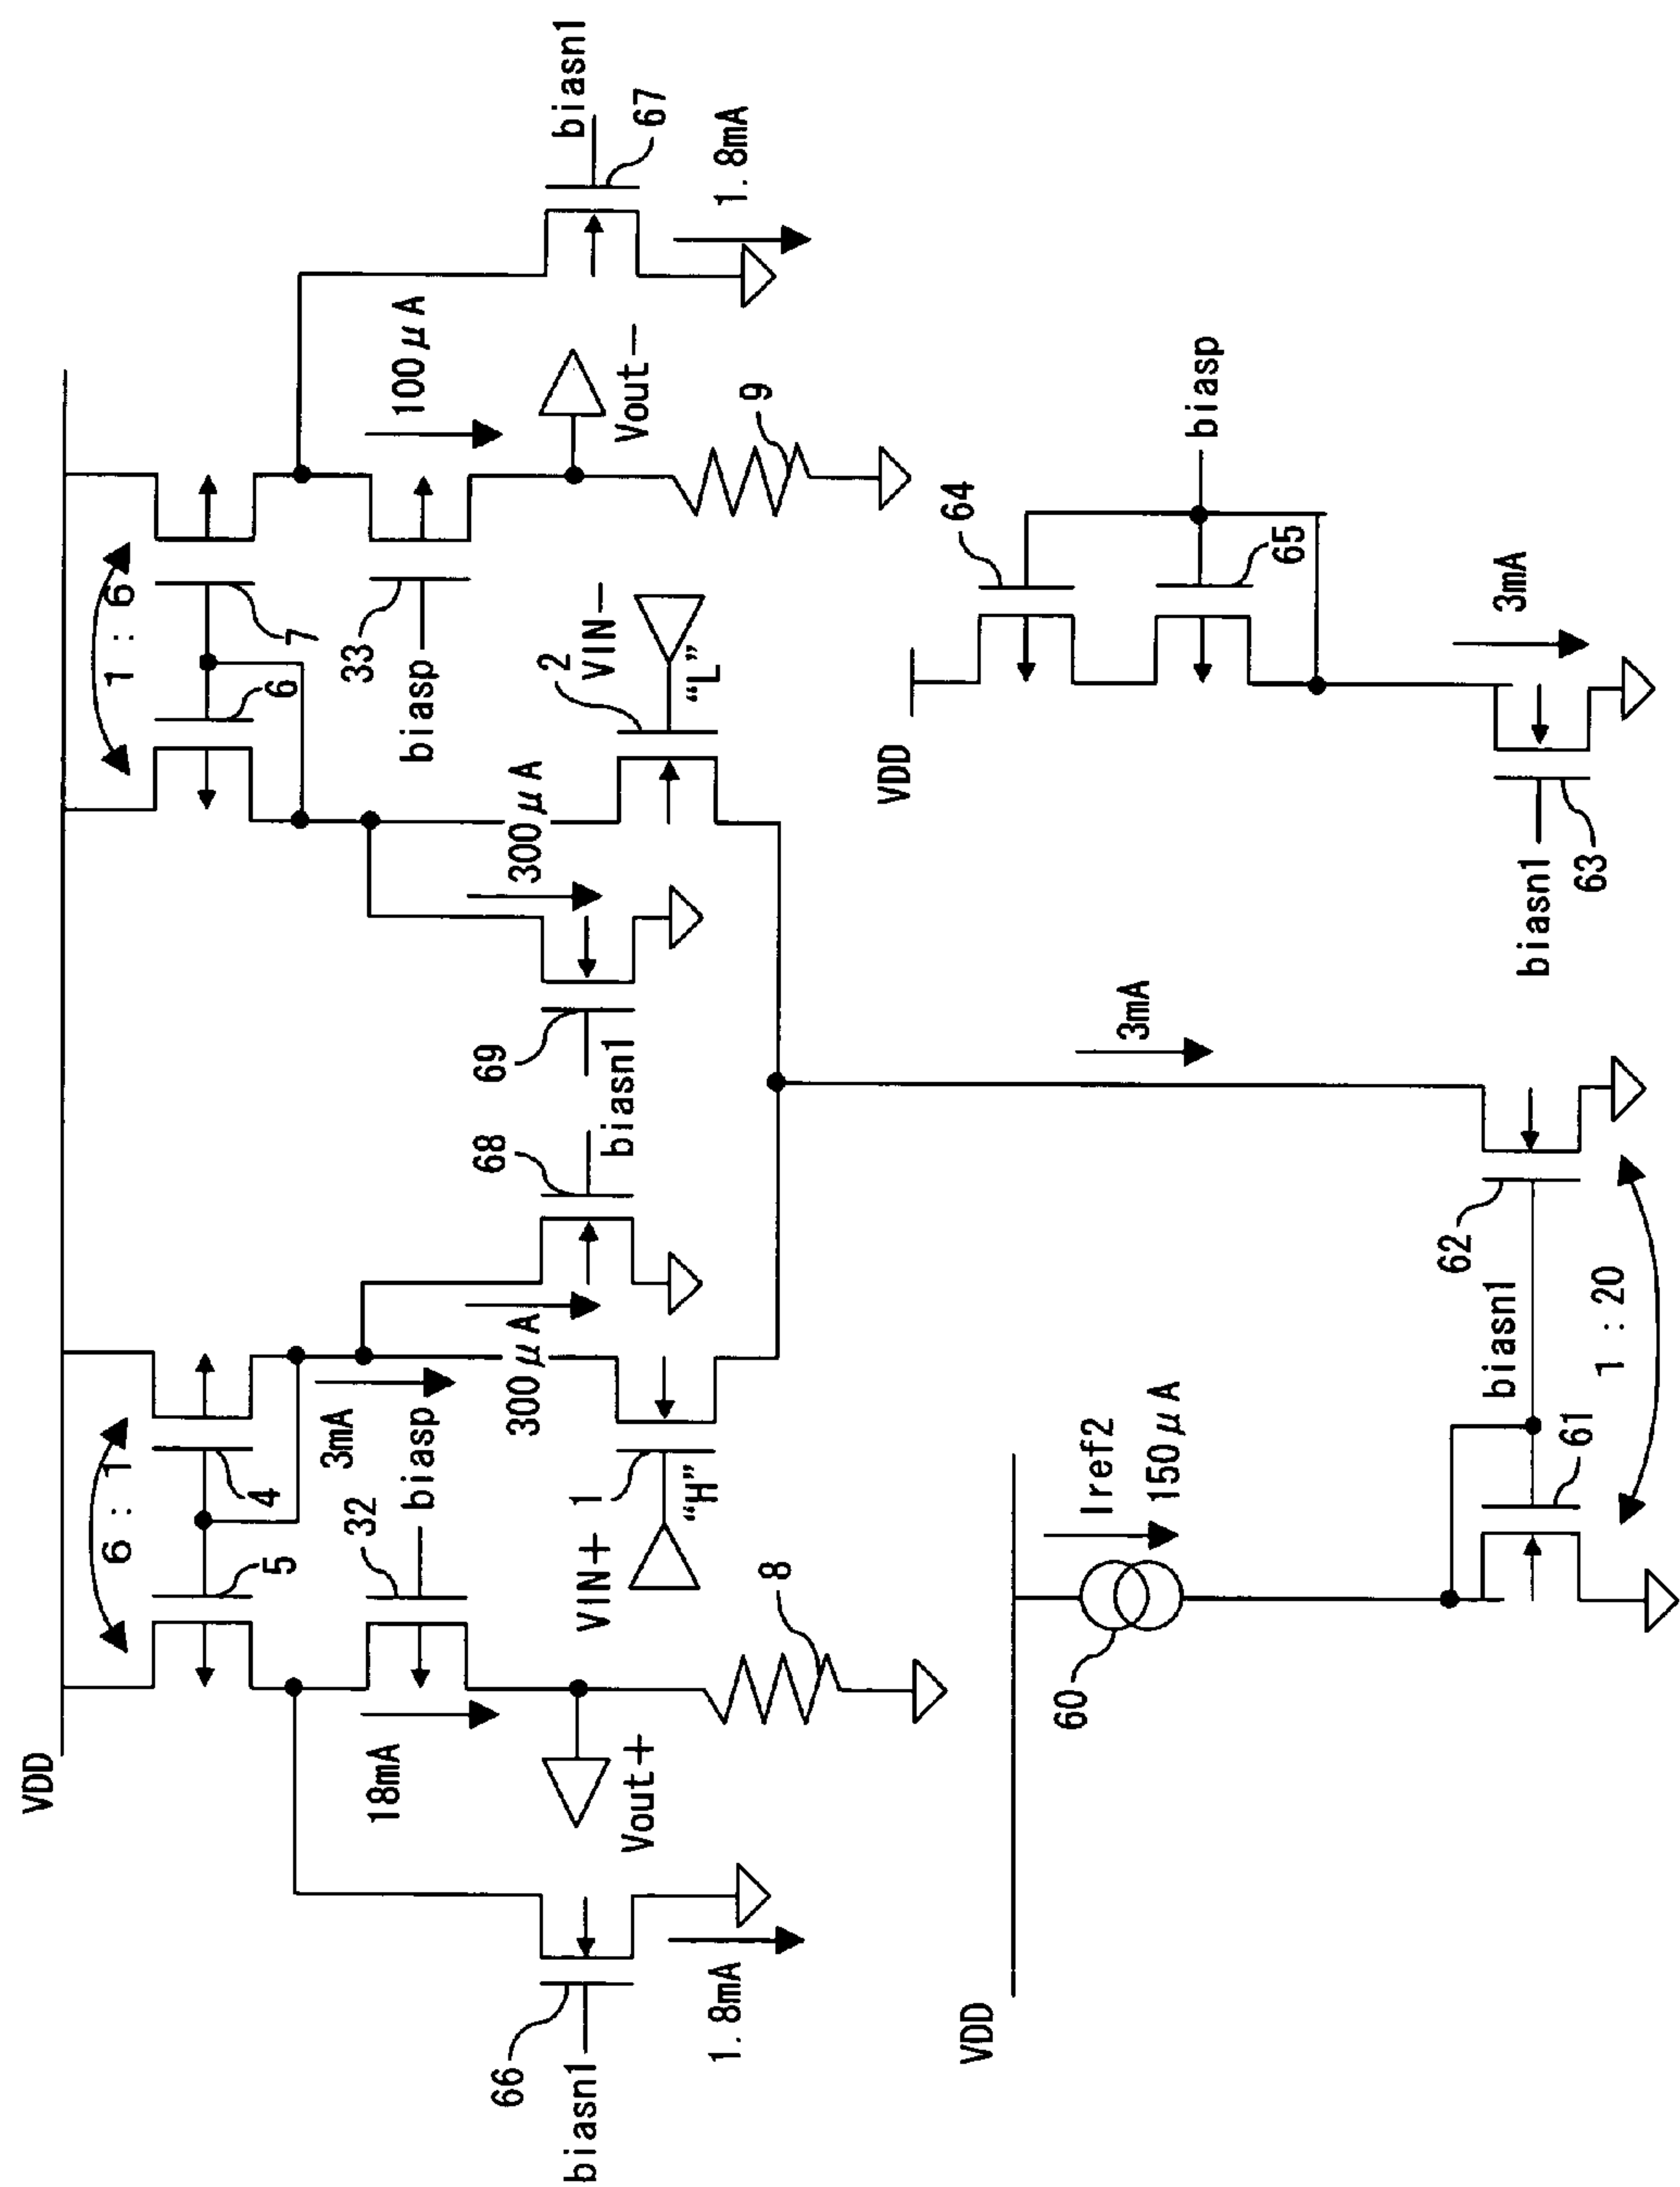 VDD
6 : 1
1 : 6
5
4
6
7
32
biasp
3mA
33
biasp
100μA
18mA
66
biasn1
1.8mA
Vout+
8
VIN+
"H"
1
300μA
68
biasn1
69
300μA
2
VIN−
"L"
Vout−
9
biasn1
67
1.8mA
VDD
60
Iref2
150μA
61
biasn1
1 : 20
62
3mA
VDD
64
65
biasp
3mA
biasn1
63